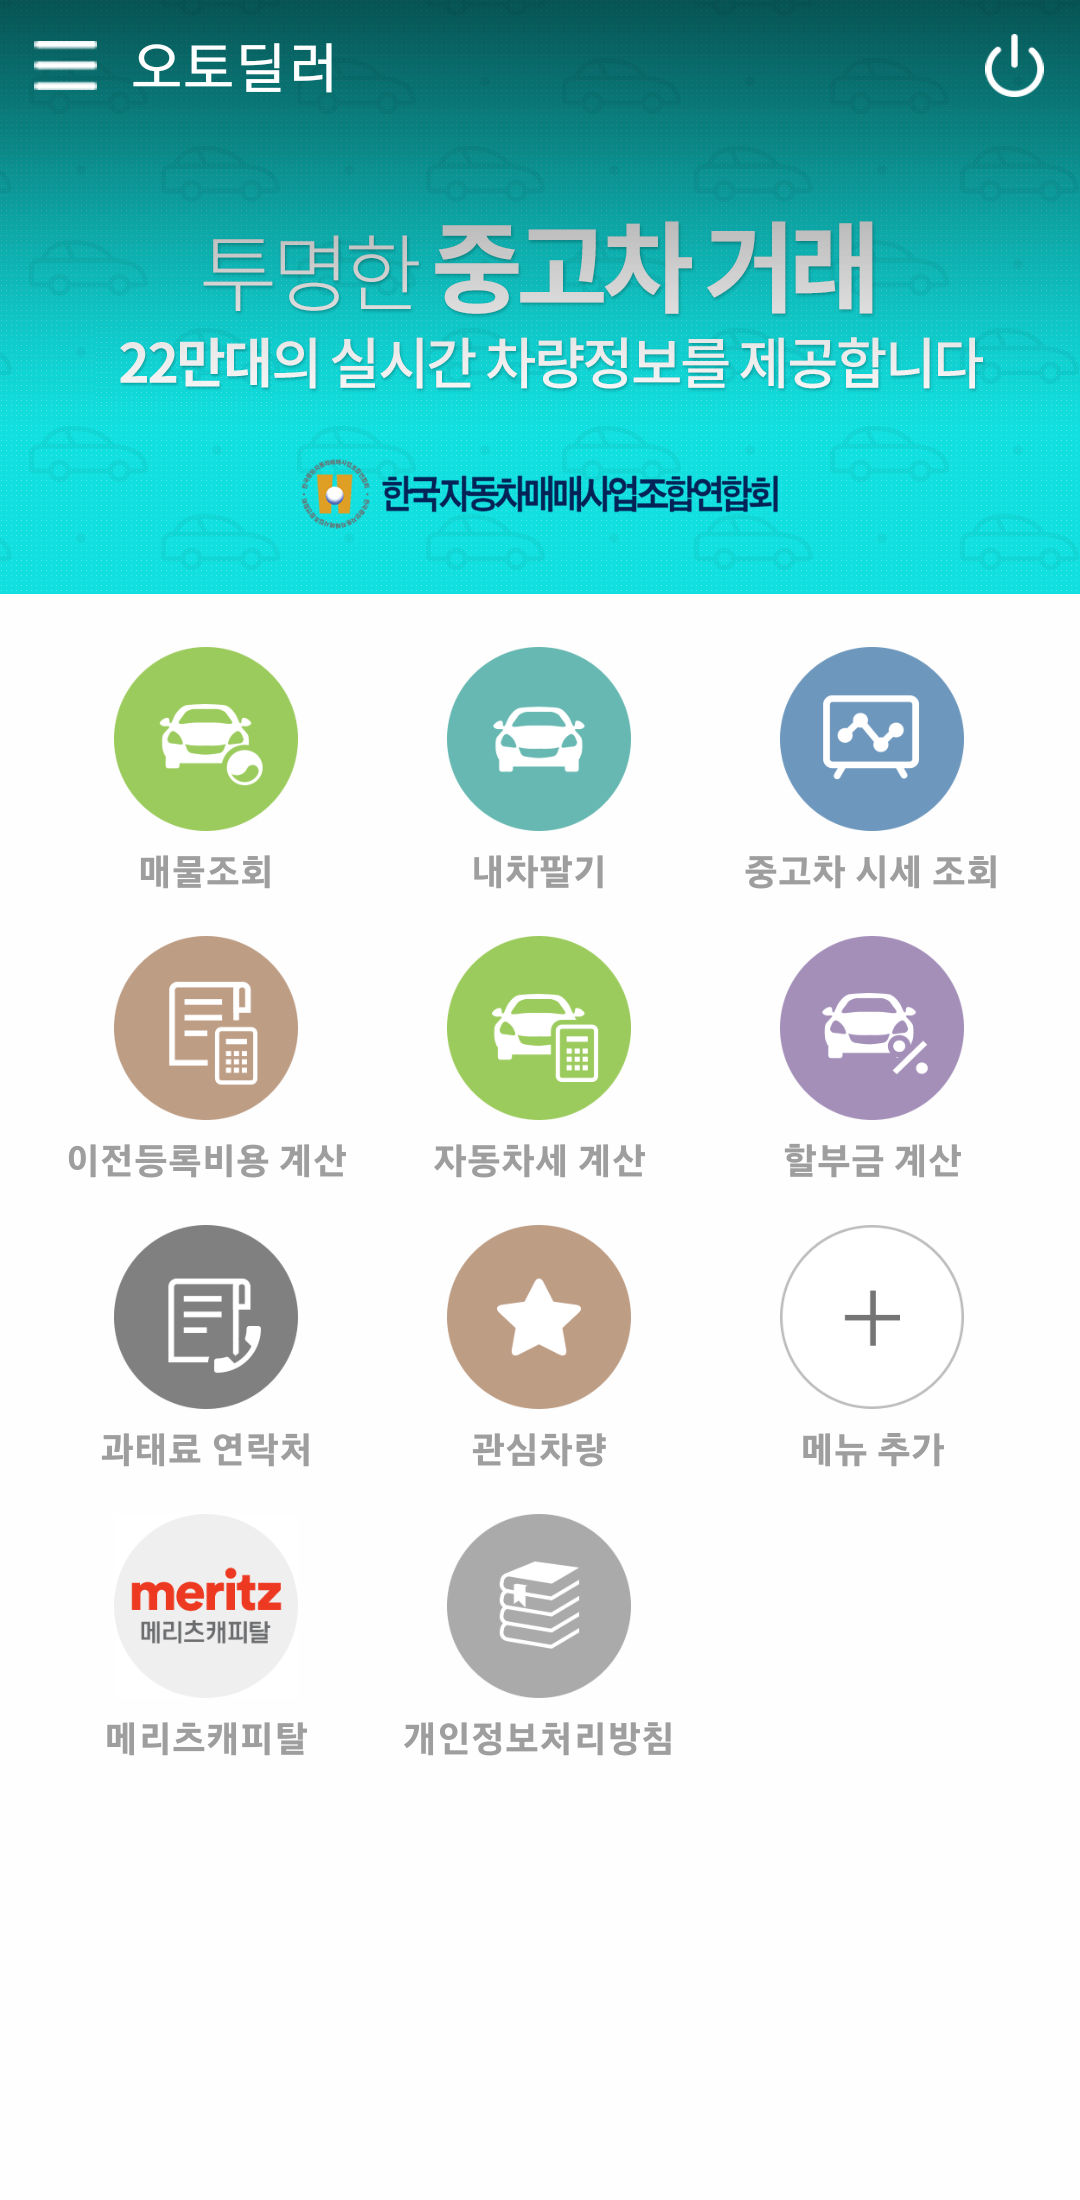 오토딜러
투명한 중고차 거래
22만대의 실시간 차량정보를 제공합니다
한국자동차매매사업조합연합회
매물조회
내차팔기
중고차 시세 조회
이전등록비용 계산
자동차세 계산
할부금 계산
과태료 연락처
관심차량
메뉴 추가
meritz
메리츠캐피탈
메리츠캐피탈
개인정보처리방침